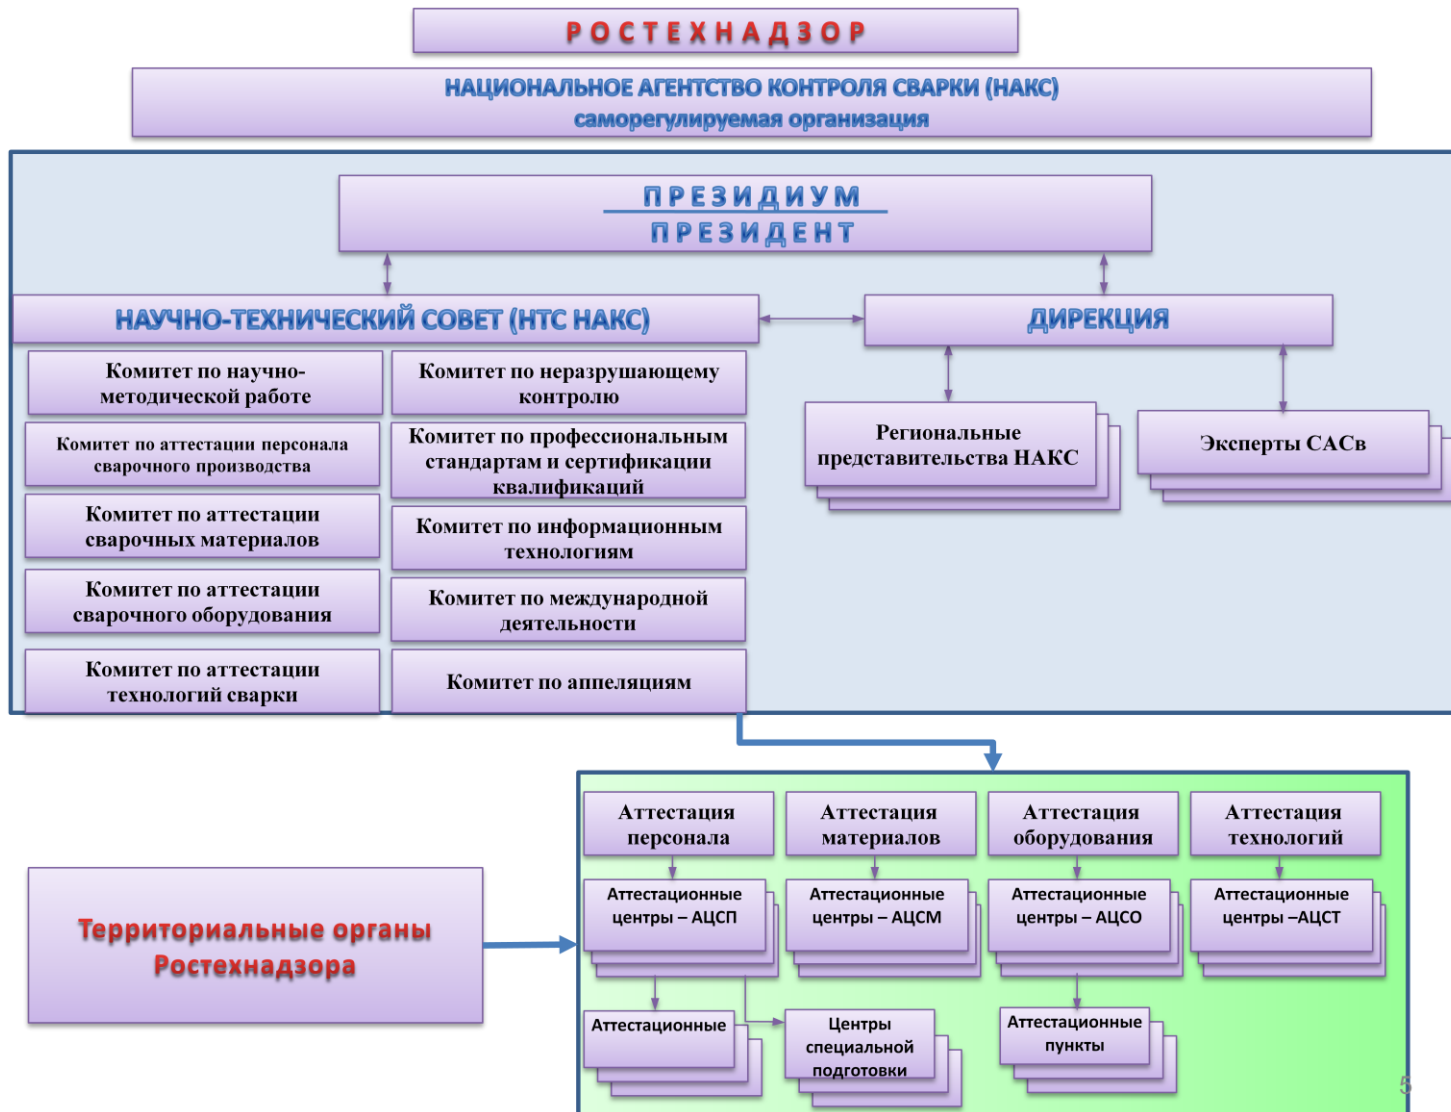 РОСТЕХНАДЗОР
НАЦИОНАЛЬНОЕ АГЕНТСТВО КОНТРОЛЯ СВАРКИ (НАКС)
саморегулируемая организация
ПРЕЗИДИУМ
ПРЕЗИДЕНТ
НАУЧНО-ТЕХНИЧЕСКИЙ СОВЕТ (НТС НАКС)
ДИРЕКЦИЯ
Комитет по научно-
методической работе
Комитет по аттестации персонала
сварочного производства
Комитет по аттестации
сварочных материалов
Комитет по аттестации
сварочного оборудования
Комитет по аттестации
технологий сварки
Комитет по неразрушающему
контролю
Комитет по профессиональным
стандартам и сертификации
квалификаций
Комитет по информационным
технологиям
Комитет по международной
деятельности
Комитет по аппеляциям
Региональные
представительства НАКС
Эксперты САСв
Территориальные органы
Ростехнадзора
Аттестация
персонала
Аттестация
материалов
Аттестация
оборудования
Аттестация
технологий
Аттестационные
центры – АЦСП
Аттестационные
центры – АЦСМ
Аттестационные
центры – АЦСО
Аттестационные
центры –АЦСТ
Аттестационные
Центры
специальной
подготовки
Аттестационные
пункты
5